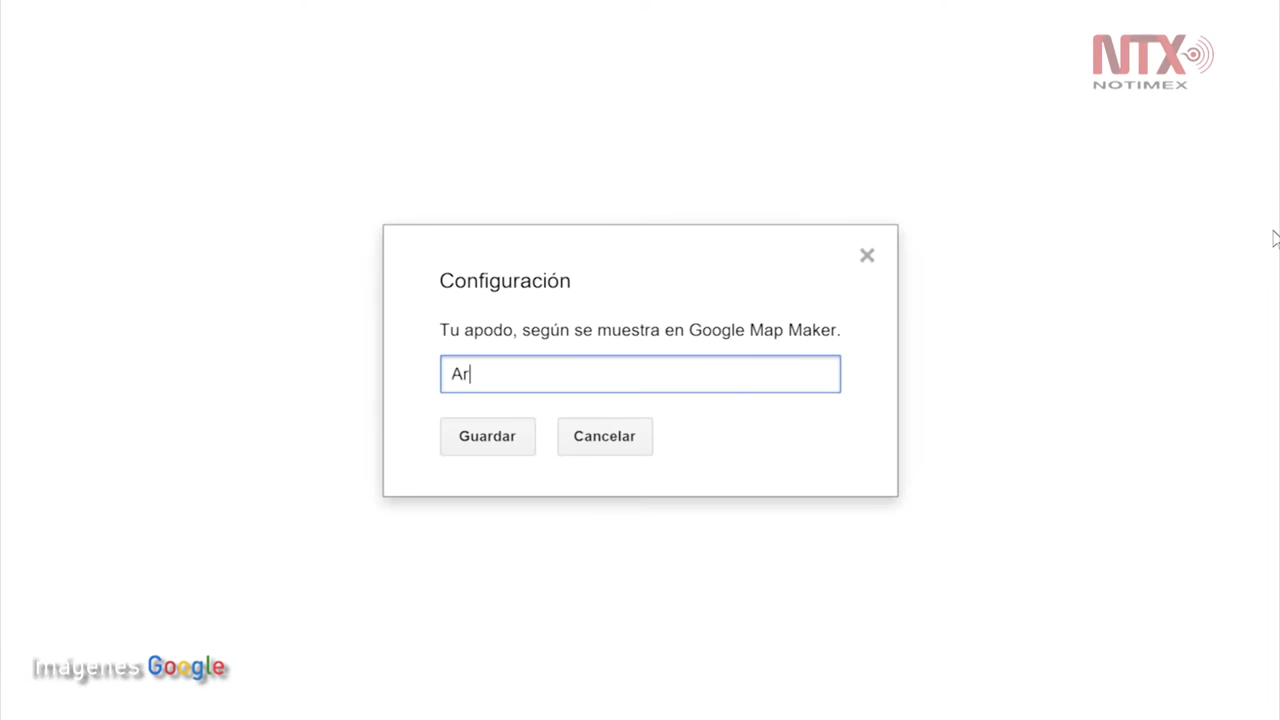 NTX
NOTIMEX
Configuración
Tu apodo, según se muestra en Google Map Maker.
Ar
Guardar
Cancelar
Imágenes Google